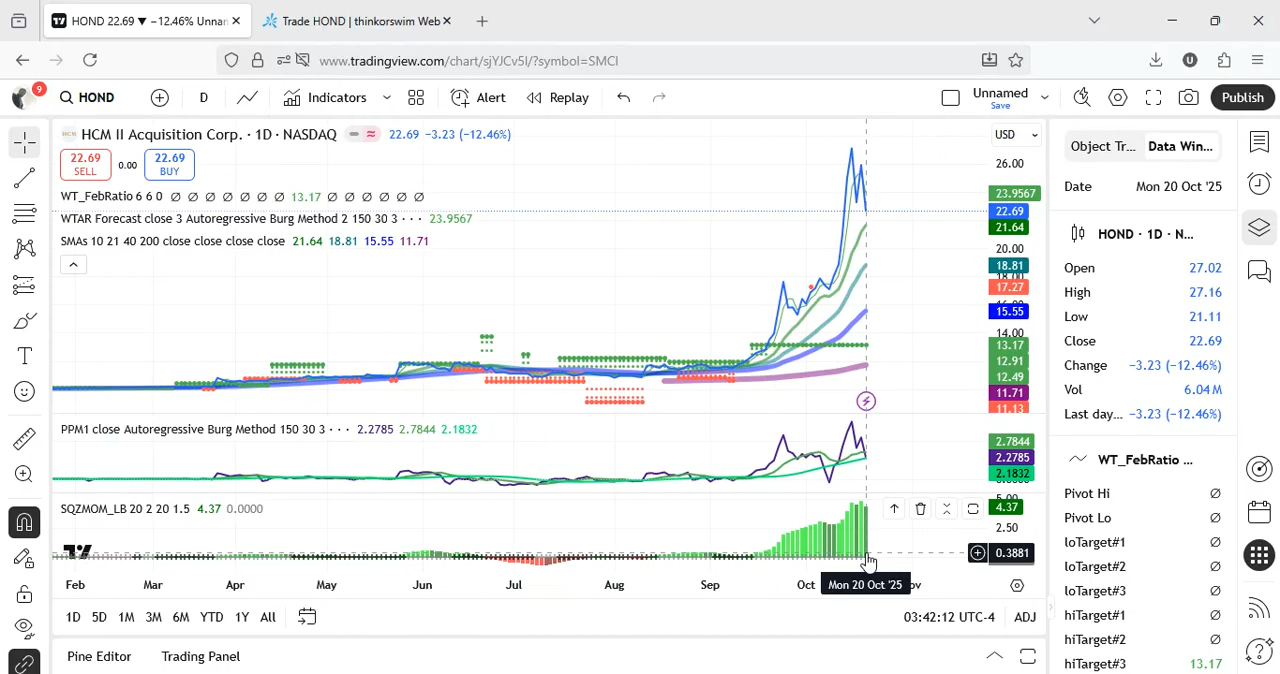 HOND 22.69 ▼ −12.46% Unnan
Trade HOND | thinkorswim Web
www.tradingview.com/chart/sjYJCv5I/?symbol=SMCI
9
HOND
D
Indicators
Alert
Replay
Unnamed
Save
Publish
HCM II Acquisition Corp. · 1D · NASDAQ 22.69 −3.23 (−12.46%)
USD
22.69
SELL
0.00
22.69
BUY
WT_FebRatio 6 6 0 ∅ ∅ ∅ ∅ ∅ ∅ ∅ 13.17 ∅ ∅ ∅ ∅ ∅ ∅
WTAR Forecast close 3 Autoregressive Burg Method 2 150 30 3 · · · 23.9567
SMAs 10 21 40 200 close close close close 21.64 18.81 15.55 11.71
26.00
23.9567
22.69
21.64
20.00
18.81
18.00
17.27
15.55
14.00
13.17
12.91
12.49
11.71
11.13
PPM1 close Autoregressive Burg Method 150 30 3 · · · 2.2785 2.7844 2.1832
2.7844
2.2785
2.1832
SQZMOM_LB 20 2 20 1.5 4.37 0.0000
5.00
4.37
2.50
0.3881
Feb Mar Apr May Jun Jul Aug Sep Oct Mon 20 Oct '25 ov
1D 5D 1M 3M 6M YTD 1Y All
03:42:12 UTC-4 ADJ
Pine Editor Trading Panel
Object Tr... Data Win...
Date Mon 20 Oct '25
HOND · 1D · N...
Open 27.02
High 27.16
Low 21.11
Close 22.69
Change −3.23 (−12.46%)
Vol 6.04 M
Last day... −3.23 (−12.46%)
WT_FebRatio ...
Pivot Hi ∅
Pivot Lo ∅
loTarget#1 ∅
loTarget#2 ∅
loTarget#3 ∅
hiTarget#1 ∅
hiTarget#2 ∅
hiTarget#3 13.17